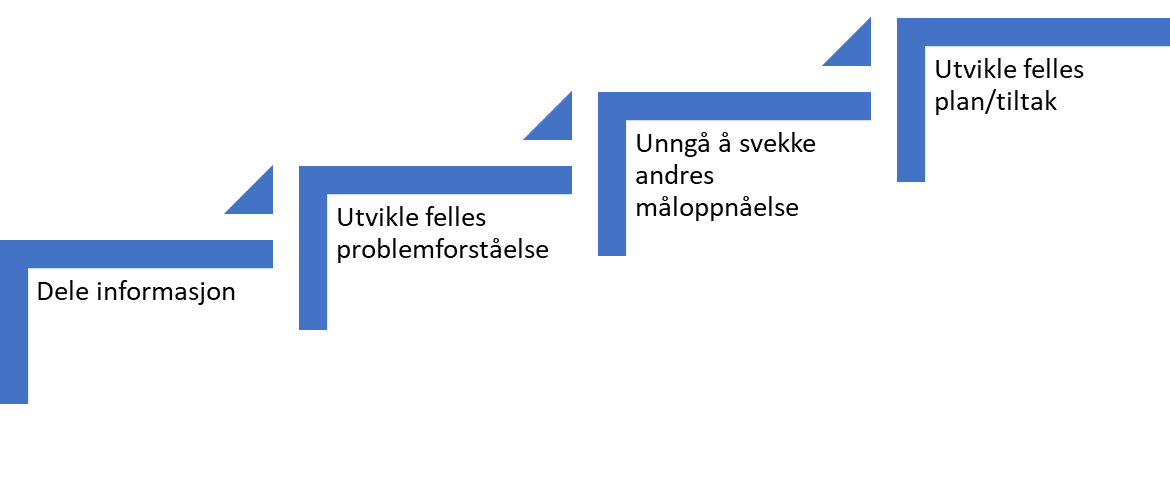 Dele informasjon
Utvikle felles
problemforståelse
Unngå å svekke
andres
måloppnåelse
Utvikle felles
plan/tiltak